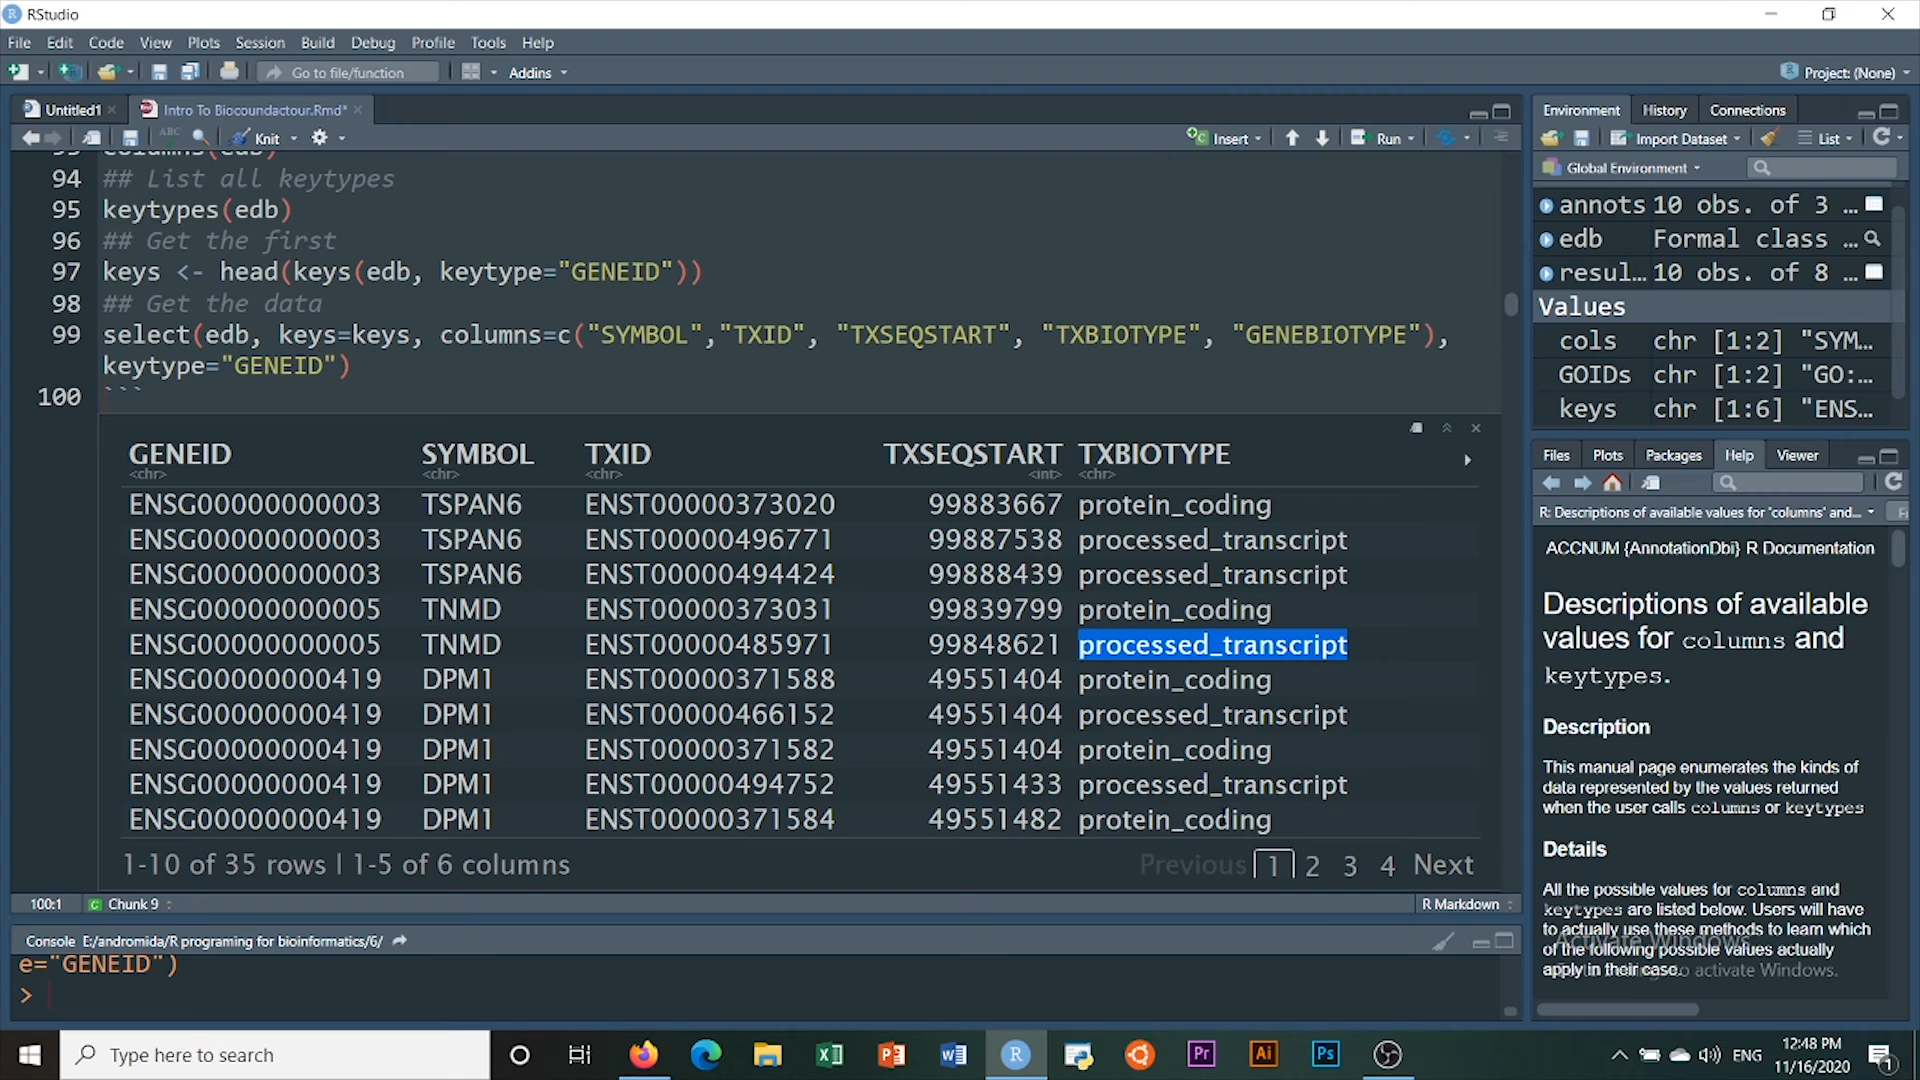 RStudio
File Edit Code View Plots Session Build Debug Profile Tools Help
Go to file/function Addins Project: (None)
Untitled1 Intro To Biocoundactour.Rmd*
ABC Knit Insert Run
columns(edb)
94 ## List all keytypes
95 keytypes(edb)
96 ## Get the first
97 keys <- head(keys(edb, keytype="GENEID"))
98 ## Get the data
99 select(edb, keys=keys, columns=c("SYMBOL","TXID", "TXSEQSTART", "TXBIOTYPE", "GENEBIOTYPE"),
keytype="GENEID")
100 ```
GENEID SYMBOL TXID TXSEQSTART TXBIOTYPE
<chr> <chr> <chr> <int> <chr>
ENSG00000000003 TSPAN6 ENST00000373020 99883667 protein_coding
ENSG00000000003 TSPAN6 ENST00000496771 99887538 processed_transcript
ENSG00000000003 TSPAN6 ENST00000494424 99888439 processed_transcript
ENSG00000000005 TNMD ENST00000373031 99839799 protein_coding
ENSG00000000005 TNMD ENST00000485971 99848621 processed_transcript
ENSG00000000419 DPM1 ENST00000371588 49551404 protein_coding
ENSG00000000419 DPM1 ENST00000466152 49551404 processed_transcript
ENSG00000000419 DPM1 ENST00000371582 49551404 protein_coding
ENSG00000000419 DPM1 ENST00000494752 49551433 processed_transcript
ENSG00000000419 DPM1 ENST00000371584 49551482 protein_coding
1-10 of 35 rows | 1-5 of 6 columns Previous 1 2 3 4 Next
100:1 Chunk 9 R Markdown
Console E:/andromida/R programing for bioinformatics/6/
e="GENEID")
>
Environment History Connections
Import Dataset List
Global Environment
annots 10 obs. of 3 …
edb Formal class …
resul… 10 obs. of 8 …
Values
cols chr [1:2] "SYM…
GOIDs chr [1:2] "GO:…
keys chr [1:6] "ENS…
Files Plots Packages Help Viewer
R: Descriptions of available values for 'columns' and...
ACCNUM {AnnotationDbi} R Documentation
Descriptions of available
values for columns and
keytypes.
Description
This manual page enumerates the kinds of
data represented by the values returned
when the user calls columns or keytypes
Details
All the possible values for columns and
keytypes are listed below. Users will have
to actually use these methods to learn which
of the following possible values actually
apply in their case.
Activate Windows
to activate Windows.
Type here to search
ENG 12:48 PM
11/16/2020 1